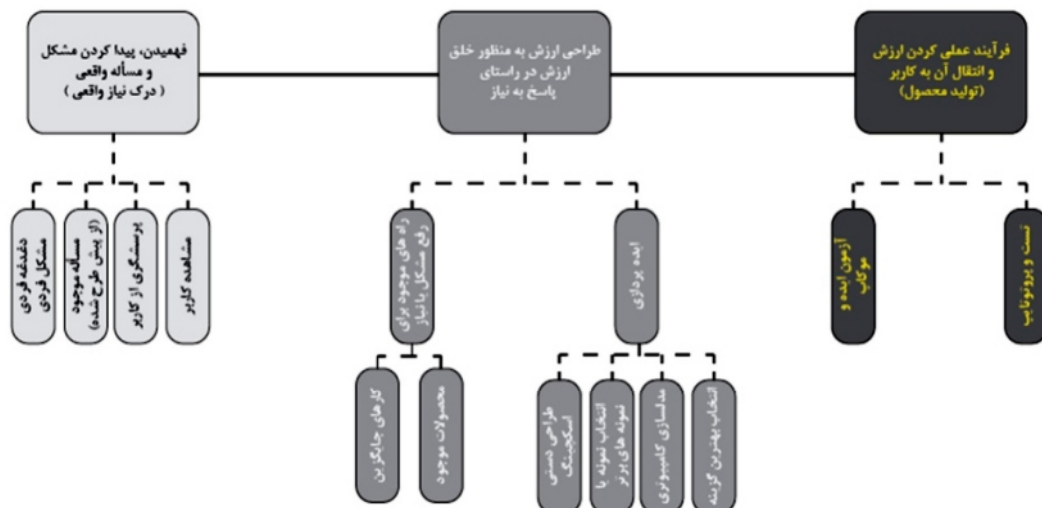 فهمیدن، پیدا کردن مشکل
و مسأله واقعی
( درک نیاز واقعی )
طراحی ارزش به منظور خلق
ارزش در راستای
پاسخ به نیاز
فرآیند عملی کردن ارزش
و انتقال آن به کاربر
(تولید محصول)
دغدغه فردی
مشکل فردی
مسأله موجود
(از پیش طرح شده)
پرسشگری از کاربر
مشاهده کاربر
راه های موجود برای
رفع مشکل یا نیاز
ایده پردازی
آزمون ایده و
موکاپ
تست و پروتوتایپ
کارهای جایگزین
محصولات موجود
طراحی دستی
اسکچینگ
انتخاب نمونه یا
نمونه های برتر
مدلسازی کامپیوتری
انتخاب بهترین گزینه